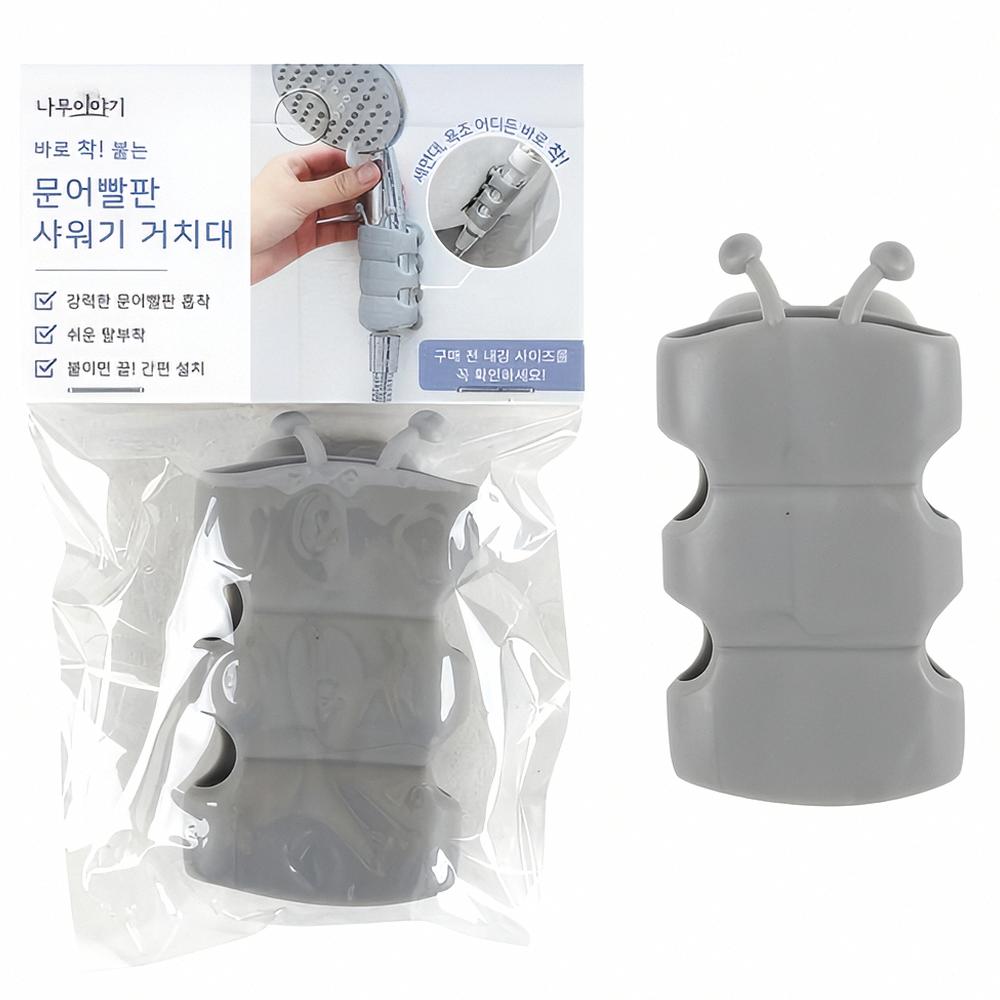 나무이야기
바로 착! 붙는
문어빨판
샤워기 거치대
강력한 문어빨판 흡착
쉬운 탈부착
붙이면 끝! 간편 설치
세면대, 욕조 어디든 바로 착!
구매 전 내경 사이즈를
꼭 확인하세요!